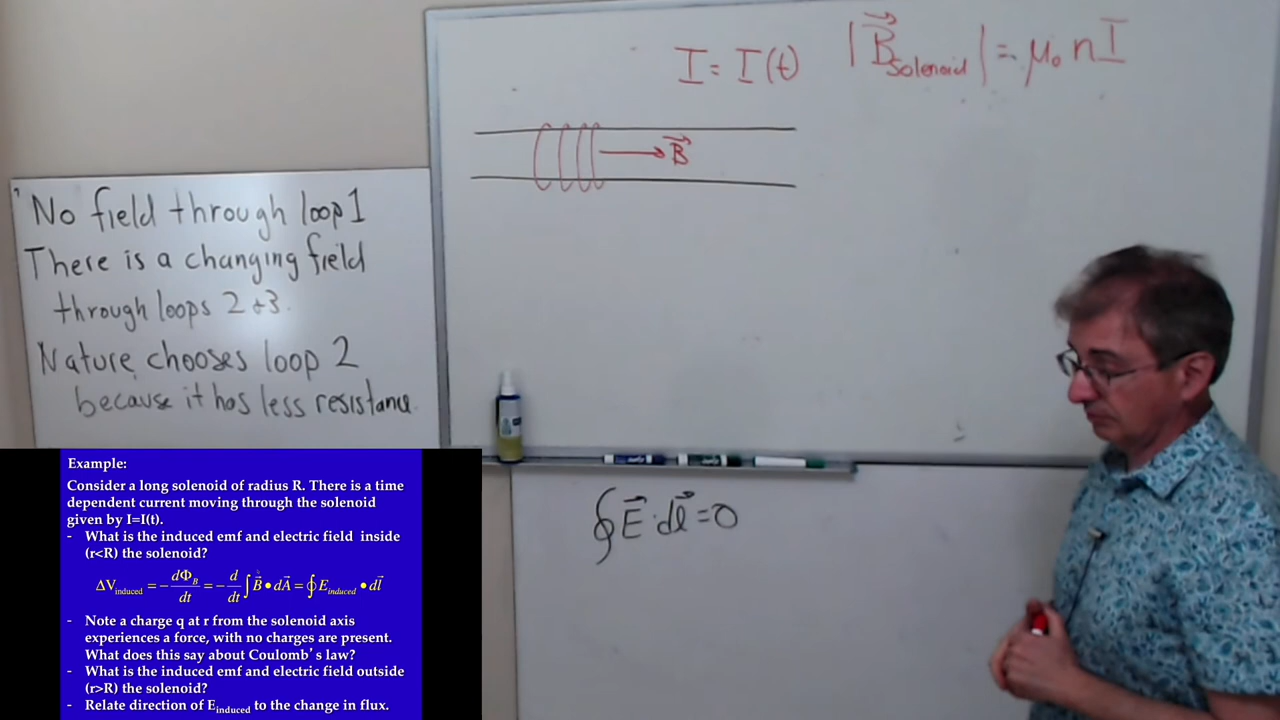 I = I(t) |B⃗Solenoid| = μ₀ n I
B⃗
No field through loop 1
There is a changing field
through loops 2+3.
Nature chooses loop 2
because it has less resistance.
∮ E⃗ · dl⃗ = 0
Example:
Consider a long solenoid of radius R. There is a time
dependent current moving through the solenoid
given by I=I(t).
- What is the induced emf and electric field inside
(r<R) the solenoid?
ΔVinduced = − dΦB/dt = − d/dt ∫ B⃗ • dA⃗ = ∮ Einduced • dl⃗
- Note a charge q at r from the solenoid axis
experiences a force, with no charges are present.
What does this say about Coulomb's law?
- What is the induced emf and electric field outside
(r>R) the solenoid?
- Relate direction of Einduced to the change in flux.